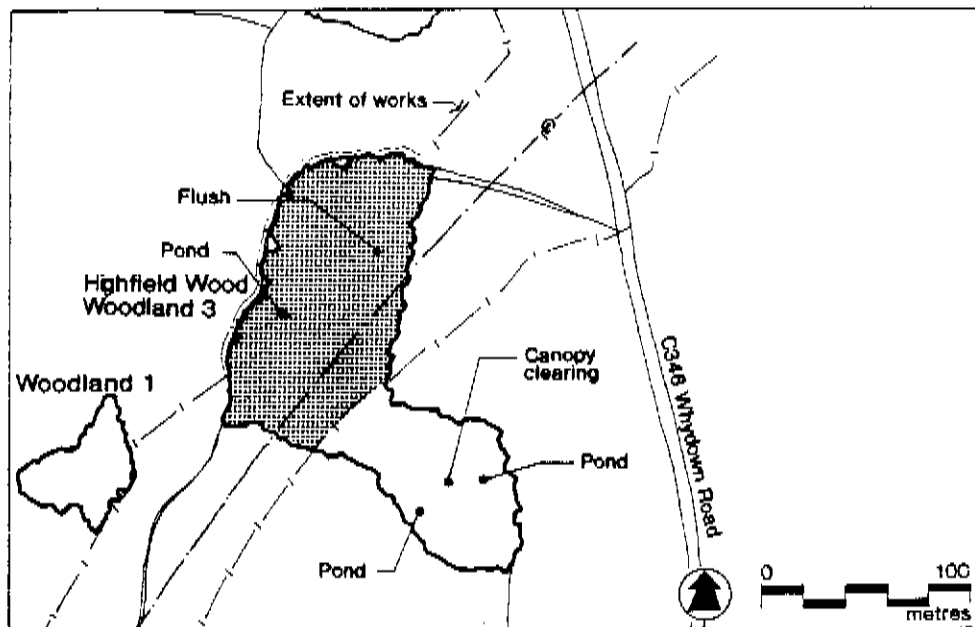 Extent of works
Flush
Pond
Highfield Wood
Woodland 3
Woodland 1
Canopy
clearing
Pond
Pond
C346 Whydown Road
0
100
metres